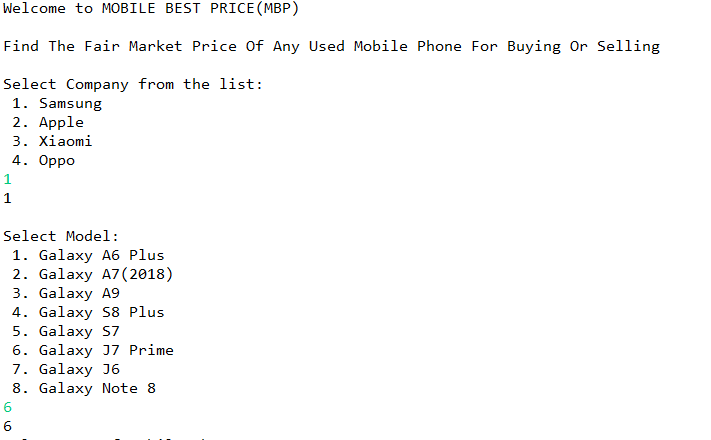 Welcome to MOBILE BEST PRICE(MBP)
Find The Fair Market Price Of Any Used Mobile Phone For Buying Or Selling
Select Company from the list:
1. Samsung
2. Apple
3. Xiaomi
4. Oppo
1
1
Select Model:
1. Galaxy A6 Plus
2. Galaxy A7(2018)
3. Galaxy A9
4. Galaxy S8 Plus
5. Galaxy S7
6. Galaxy J7 Prime
7. Galaxy J6
8. Galaxy Note 8
6
6